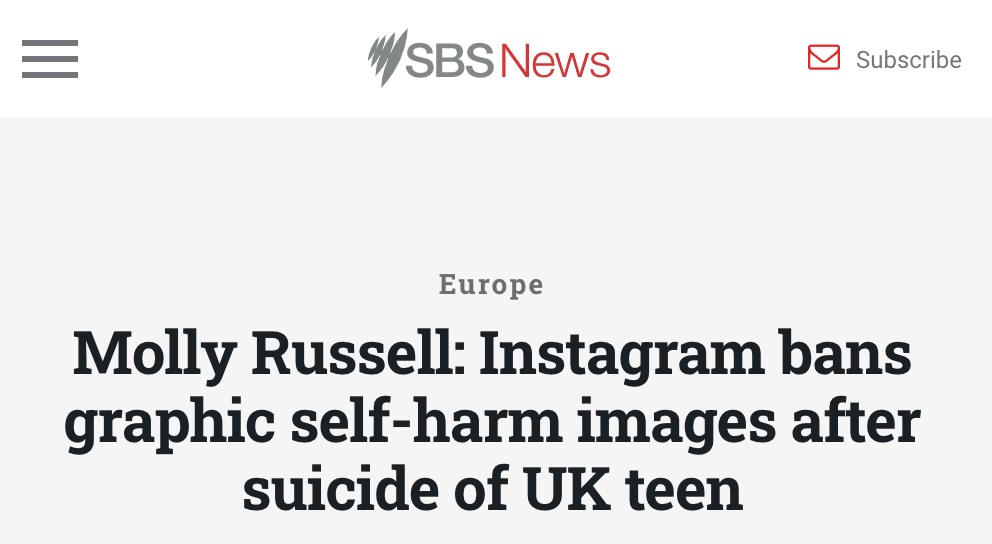 SBS News
Subscribe
Europe
Molly Russell: Instagram bans
graphic self-harm images after
suicide of UK teen